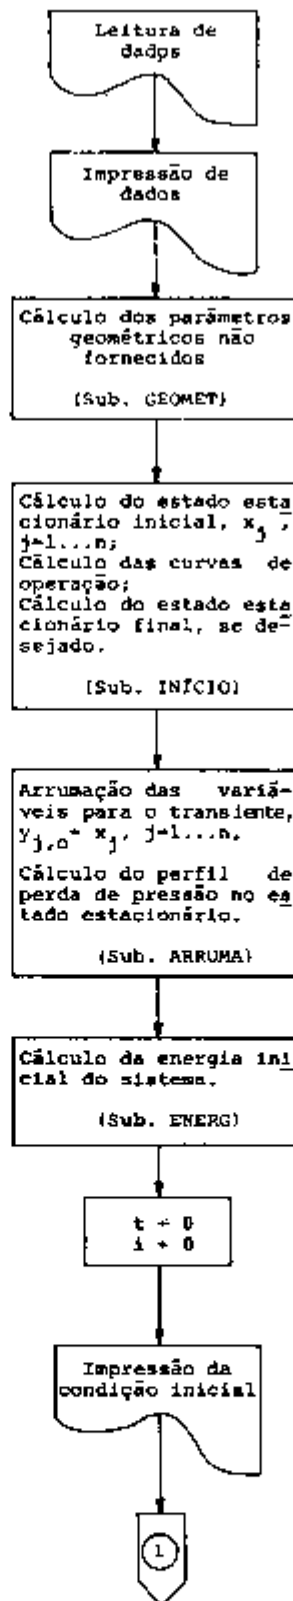 Leitura de
dados
Impressão de
dados
Cálculo dos parâmetros
geométricos não
fornecidos
(Sub. GEOMET)
Cálculo do estado esta
cionário inicial, x_j,
j=1...n;
Cálculo das curvas de
operação;
Cálculo do estado esta
cionário final, se de-
sejado.
(Sub. INÍCIO)
Arrumação das variá-
veis para o transiente,
y_j,o = x_j, j=1...n.
Cálculo do perfil de
perda de pressão no es
tado estacionário.
(Sub. ARRUMA)
Cálculo da energia ini
cial do sistema.
(Sub. ENERG)
t ← 0
i ← 0
Impressão da
condição inicial
1